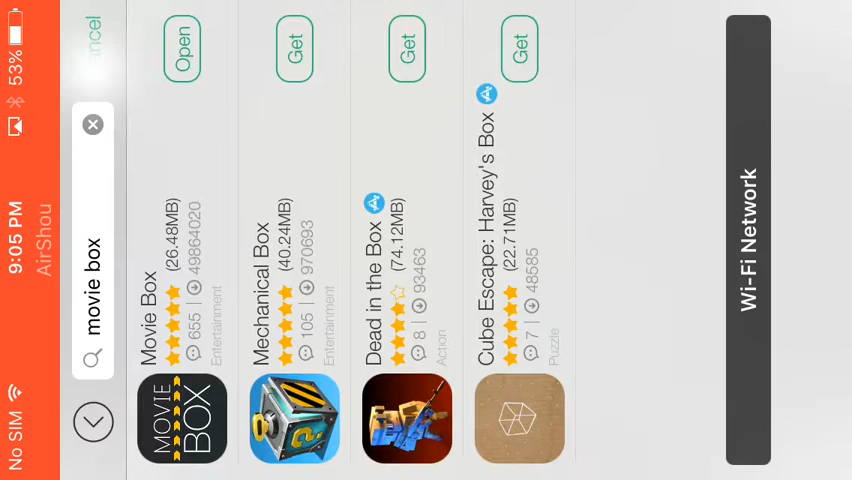 No SIM 9:05 PM 53%
AirShou
movie box
Cancel
MOVIE
BOX
Movie Box
(26.48MB)
655 | 49864020
Entertainment
Open
Mechanical Box
(40.24MB)
105 | 970693
Entertainment
Get
Dead in the Box
(74.12MB)
8 | 93463
Action
Get
Cube Escape: Harvey's Box
(22.71MB)
7 | 48585
Puzzle
Get
Wi-Fi Network